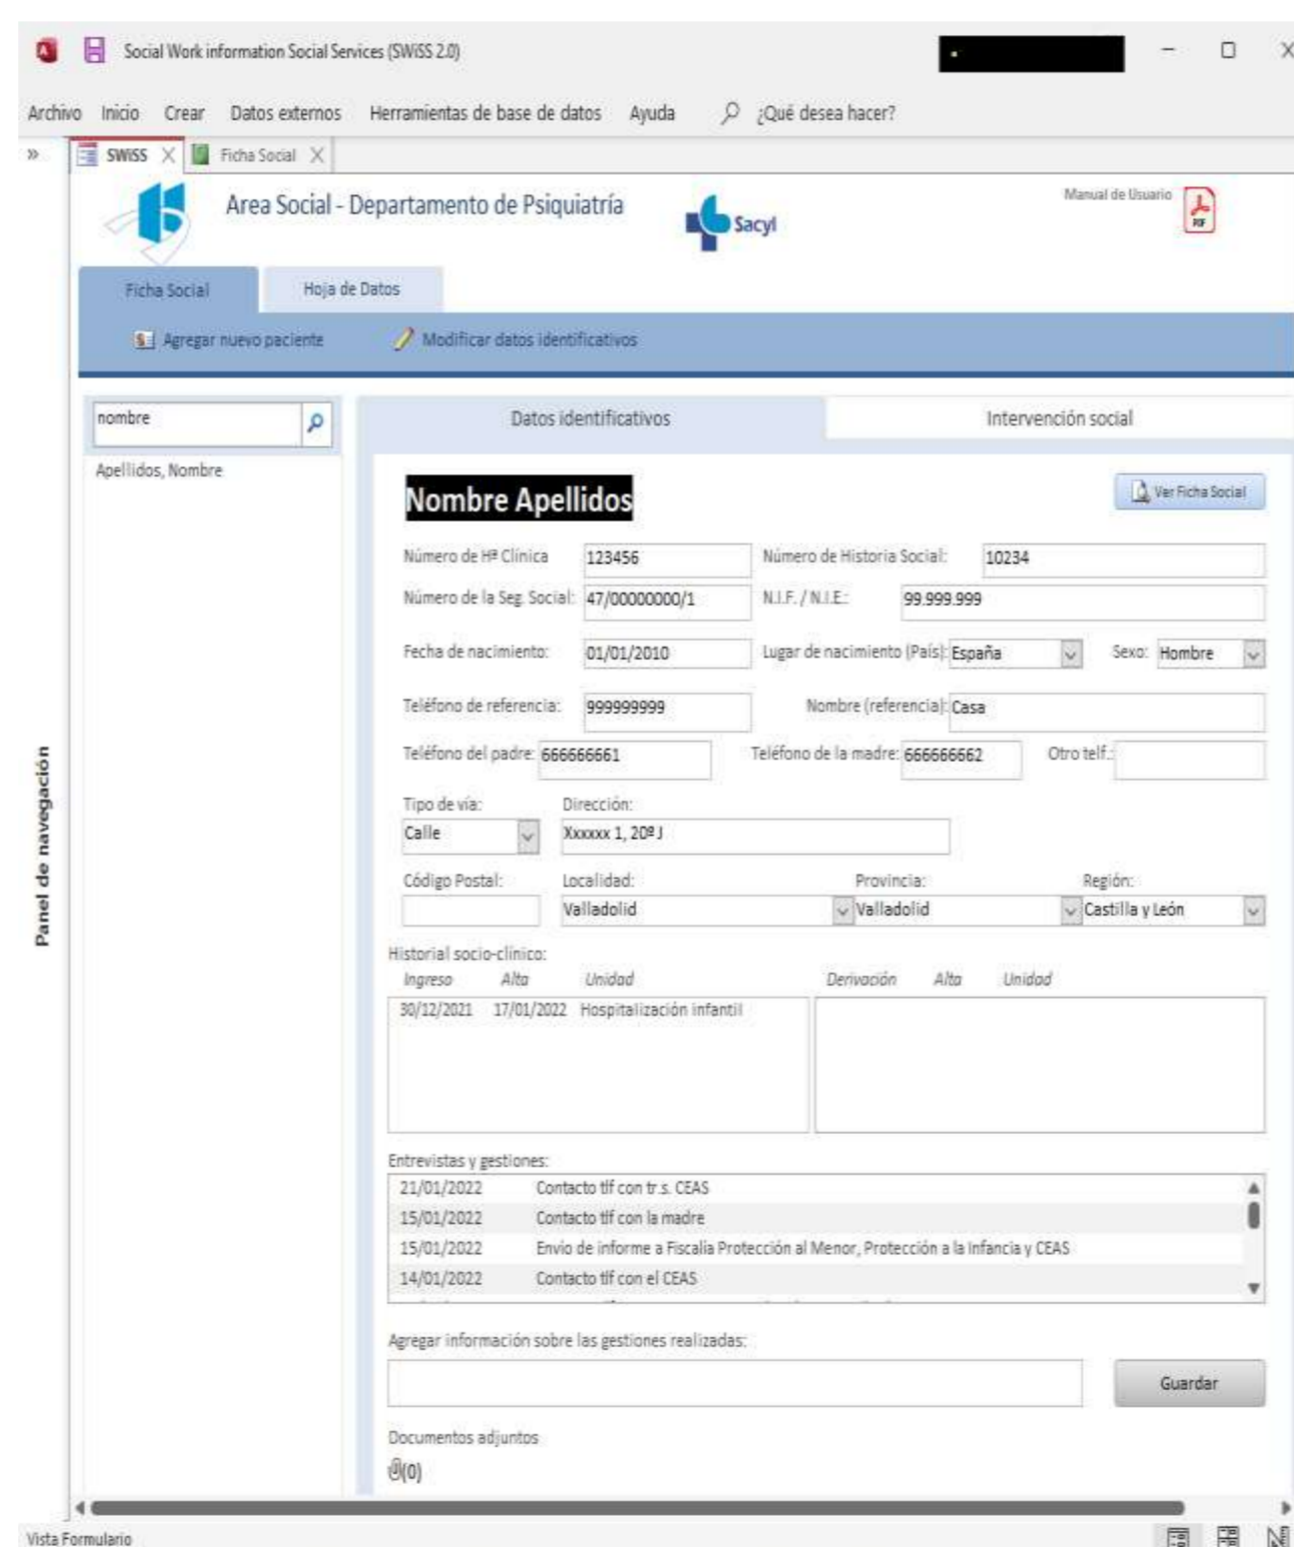 Social Work information Social Services (SWiSS 2.0)
Archivo Inicio Crear Datos externos Herramientas de base de datos Ayuda ¿Qué desea hacer?
» SWiSS Ficha Social
Area Social - Departamento de Psiquiatría Sacyl Manual de Usuario PDF
Ficha Social Hoja de Datos
Agregar nuevo paciente Modificar datos identificativos
nombre Datos identificativos Intervención social
Apellidos, Nombre
Nombre Apellidos Ver Ficha Social
Número de Hª Clínica 123456 Número de Historia Social: 10234
Número de la Seg. Social: 47/00000000/1 N.I.F. / N.I.E.: 99.999.999
Fecha de nacimiento: 01/01/2010 Lugar de nacimiento (País): España Sexo: Hombre
Teléfono de referencia: 999999999 Nombre (referencia): Casa
Teléfono del padre: 666666661 Teléfono de la madre: 666666662 Otro telf.:
Tipo de vía: Dirección:
Calle Xxxxxx 1, 20º J
Código Postal: Localidad: Provincia: Región:
Valladolid Valladolid Castilla y León
Panel de navegación
Historial socio-clínico:
Ingreso Alta Unidad Derivación Alta Unidad
30/12/2021 17/01/2022 Hospitalización infantil
Entrevistas y gestiones:
21/01/2022 Contacto tlf con tr.s. CEAS
15/01/2022 Contacto tlf con la madre
15/01/2022 Envío de informe a Fiscalía Protección al Menor, Protección a la Infancia y CEAS
14/01/2022 Contacto tlf con el CEAS
Agregar información sobre las gestiones realizadas:
Guardar
Documentos adjuntos
(0)
Vista Formulario